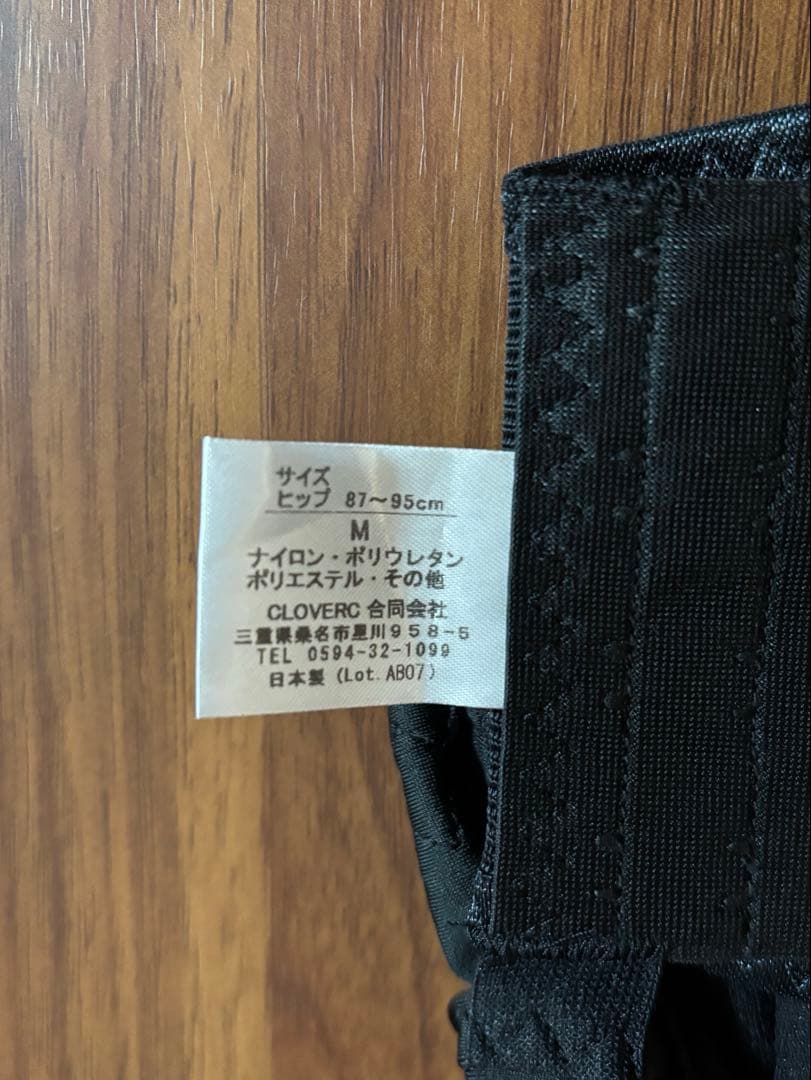 サイズ
ヒップ 87～95cm
M
ナイロン・ポリウレタン
ポリエステル・その他
CLOVERC 合同会社
三重県桑名市星川958-5
TEL 0594-32-1099
日本製 (Lot. AB07)